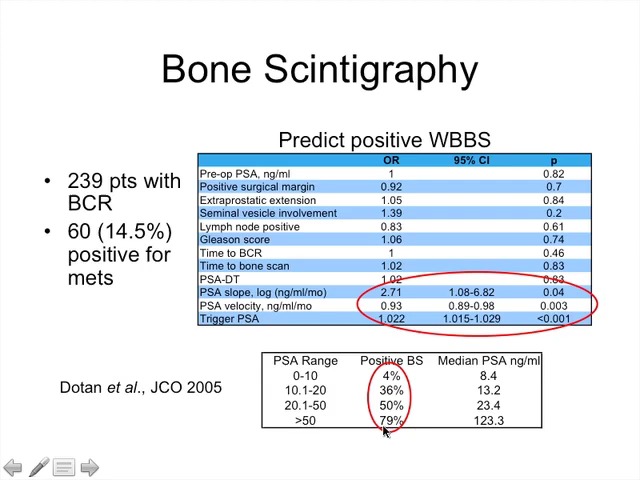 Bone Scintigraphy
Predict positive WBBS
• 239 pts with
BCR
• 60 (14.5%)
positive for
mets
OR 95% CI p
Pre-op PSA, ng/ml 1 0.82
Positive surgical margin 0.92 0.7
Extraprostatic extension 1.05 0.84
Seminal vesicle involvement 1.39 0.2
Lymph node positive 0.83 0.61
Gleason score 1.06 0.74
Time to BCR 1 0.46
Time to bone scan 1.02 0.83
PSA-DT 1.02 0.83
PSA slope, log (ng/ml/mo) 2.71 1.08-6.82 0.04
PSA velocity, ng/ml/mo 0.93 0.89-0.98 0.003
Trigger PSA 1.022 1.015-1.029 <0.001
PSA Range Positive BS Median PSA ng/ml
0-10 4% 8.4
10.1-20 36% 13.2
20.1-50 50% 23.4
>50 79% 123.3
Dotan et al., JCO 2005